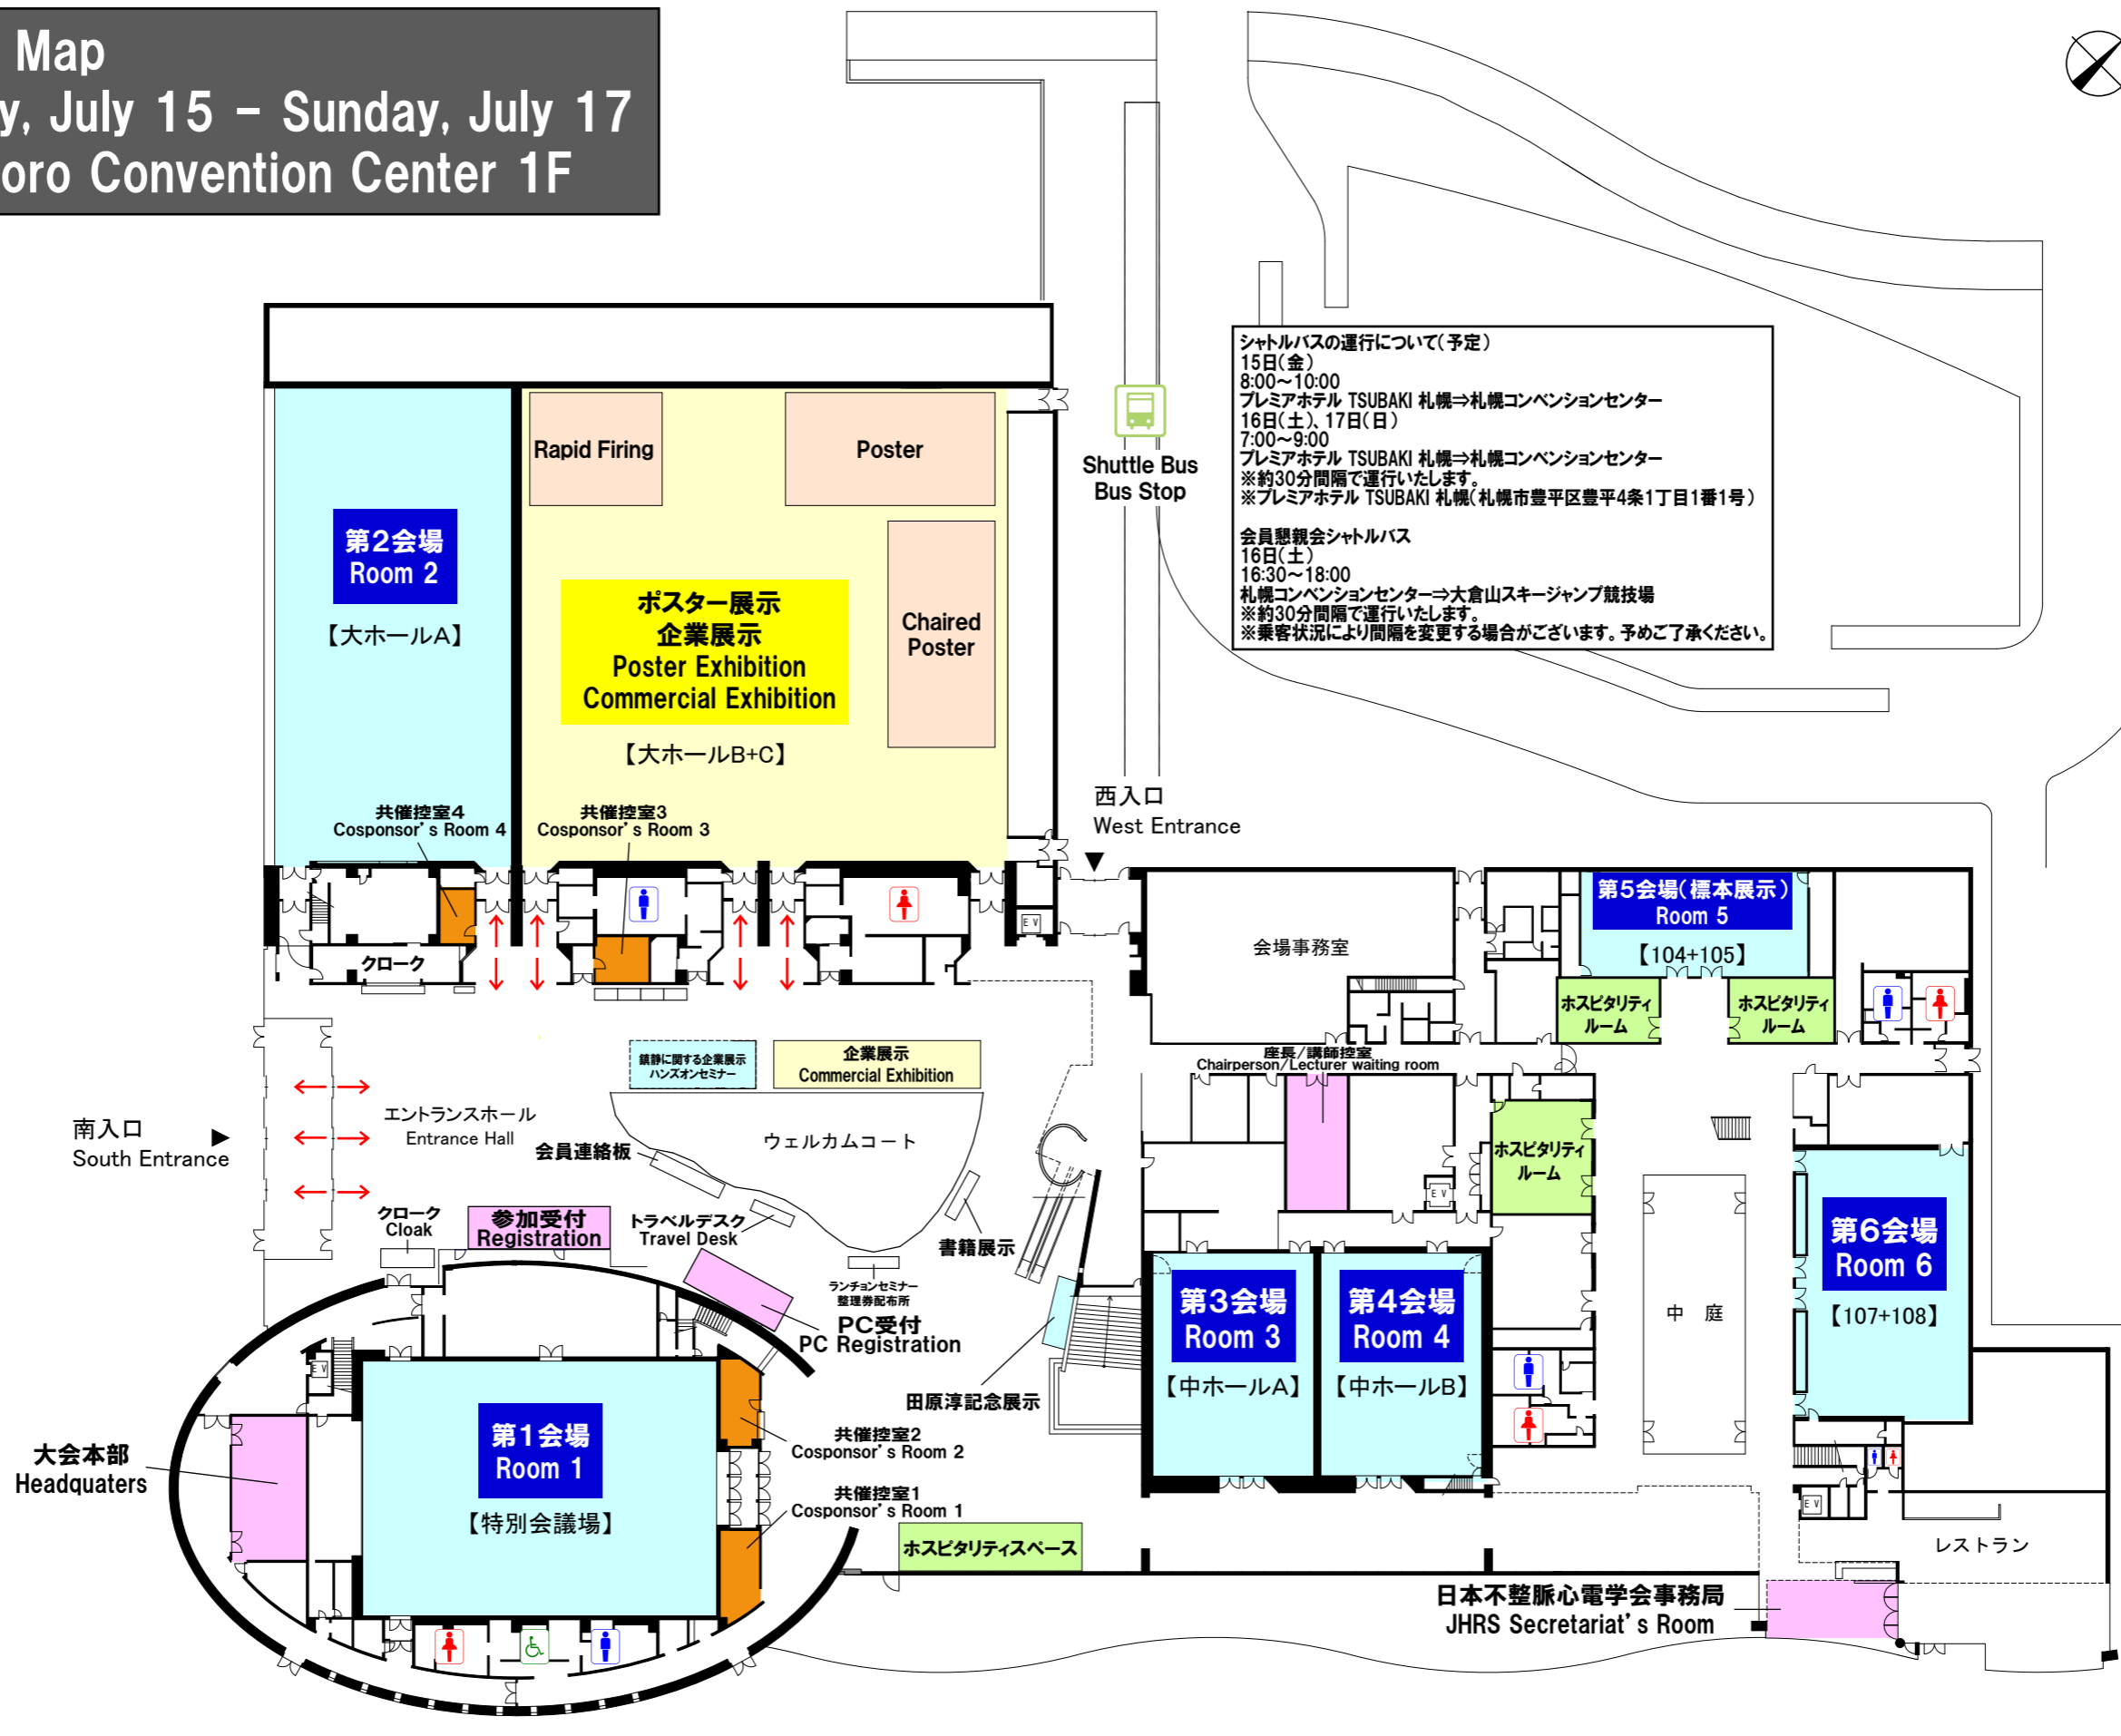 Map
y, July 15 - Sunday, July 17
oro Convention Center 1F
シャトルバスの運行について(予定)
15日(金)
8:00～10:00
プレミアホテル TSUBAKI 札幌⇒札幌コンベンションセンター
16日(土)、17日(日)
7:00～9:00
プレミアホテル TSUBAKI 札幌⇒札幌コンベンションセンター
※約30分間隔で運行いたします。
※プレミアホテル TSUBAKI 札幌(札幌市豊平区豊平4条1丁目1番1号)
会員懇親会シャトルバス
16日(土)
16:30～18:00
札幌コンベンションセンター⇒大倉山スキージャンプ競技場
※約30分間隔で運行いたします。
※乗客状況により間隔を変更する場合がございます。予めご了承ください。
Shuttle Bus
Bus Stop
Rapid Firing
Poster
Chaired
Poster
第2会場
Room 2
【大ホールA】
ポスター展示
企業展示
Poster Exhibition
Commercial Exhibition
【大ホールB+C】
共催控室4
Cosponsor's Room 4
共催控室3
Cosponsor's Room 3
西入口
West Entrance
クローク
EV
会場事務室
第5会場(標本展示)
Room 5
【104+105】
ホスピタリティ
ルーム
ホスピタリティ
ルーム
鎮静に関する企業展示
ハンズオンセミナー
企業展示
Commercial Exhibition
座長/講師控室
Chairperson/Lecturer waiting room
南入口
South Entrance
エントランスホール
Entrance Hall
会員連絡板
ウェルカムコート
ホスピタリティ
ルーム
EV
クローク
Cloak
参加受付
Registration
トラベルデスク
Travel Desk
書籍展示
ランチョンセミナー
整理券配布所
PC受付
PC Registration
田原淳記念展示
第3会場
Room 3
【中ホールA】
第4会場
Room 4
【中ホールB】
中 庭
第6会場
Room 6
【107+108】
EV
大会本部
Headquaters
第1会場
Room 1
【特別会議場】
共催控室2
Cosponsor's Room 2
共催控室1
Cosponsor's Room 1
ホスピタリティスペース
EV
レストラン
日本不整脈心電学会事務局
JHRS Secretariat's Room